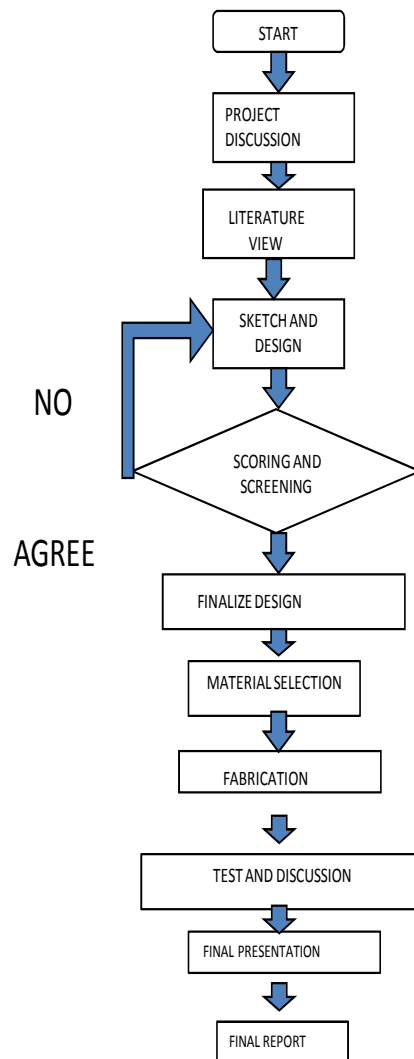 START
PROJECT
DISCUSSION
LITERATURE
VIEW
SKETCH AND
DESIGN
NO
SCORING AND
SCREENING
AGREE
FINALIZE DESIGN
MATERIAL SELECTION
FABRICATION
TEST AND DISCUSSION
FINAL PRESENTATION
FINAL REPORT